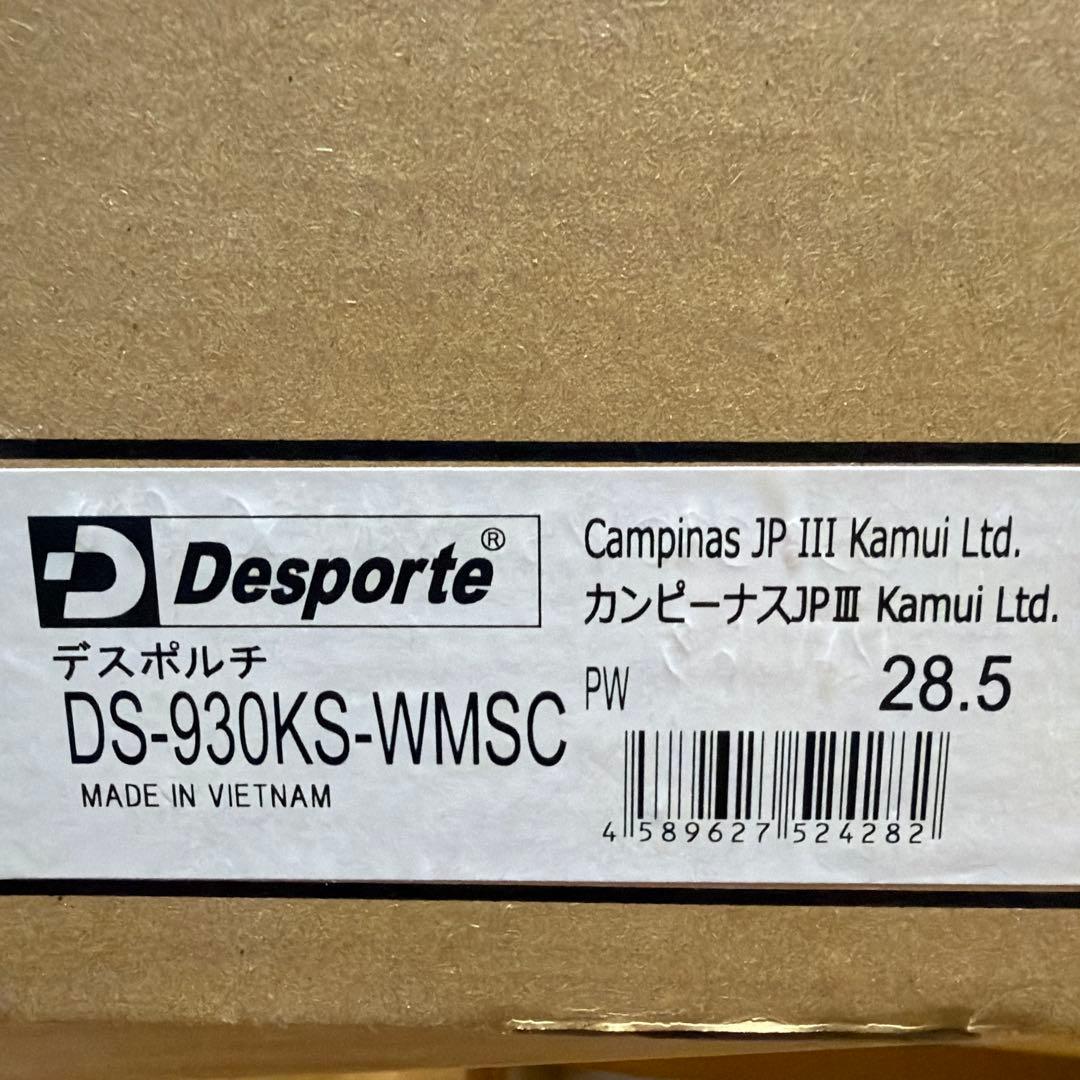 Desporte®
デスポルチ
DS-930KS-WMSC
MADE IN VIETNAM
Campinas JP III Kamui Ltd.
カンピーナスJPⅢ Kamui Ltd.
PW 28.5
4 589627 524282